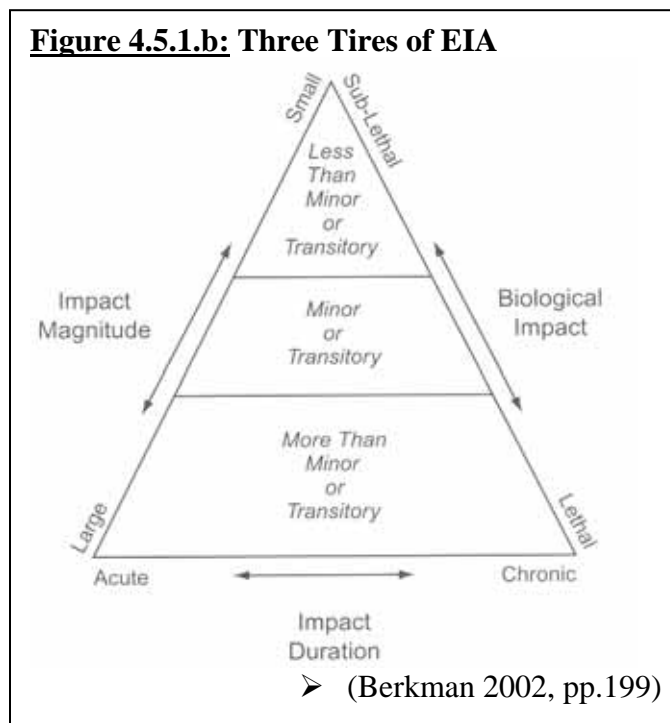 Figure 4.5.1.b: Three Tires of EIA
Small
Sub-Lethal
Less
Than
Minor
or
Transitory
Impact
Magnitude
Biological
Impact
Minor
or
Transitory
More Than
Minor
or
Transitory
Large
Lethal
Acute
Chronic
Impact
Duration
➢ (Berkman 2002, pp.199)